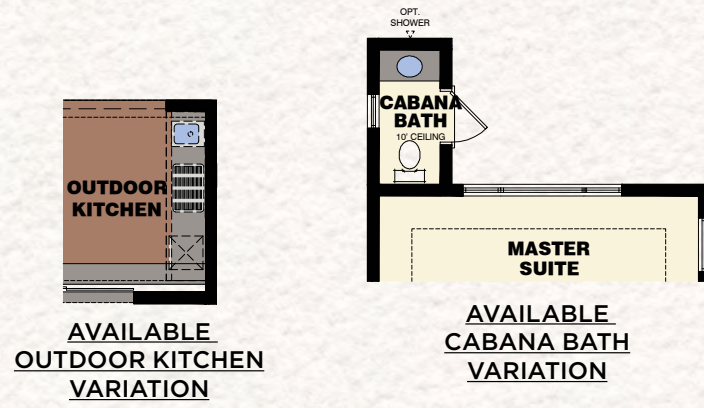 OUTDOOR
KITCHEN
AVAILABLE
OUTDOOR KITCHEN
VARIATION
OPT.
SHOWER
CABANA
BATH
10' CEILING
MASTER
SUITE
AVAILABLE
CABANA BATH
VARIATION